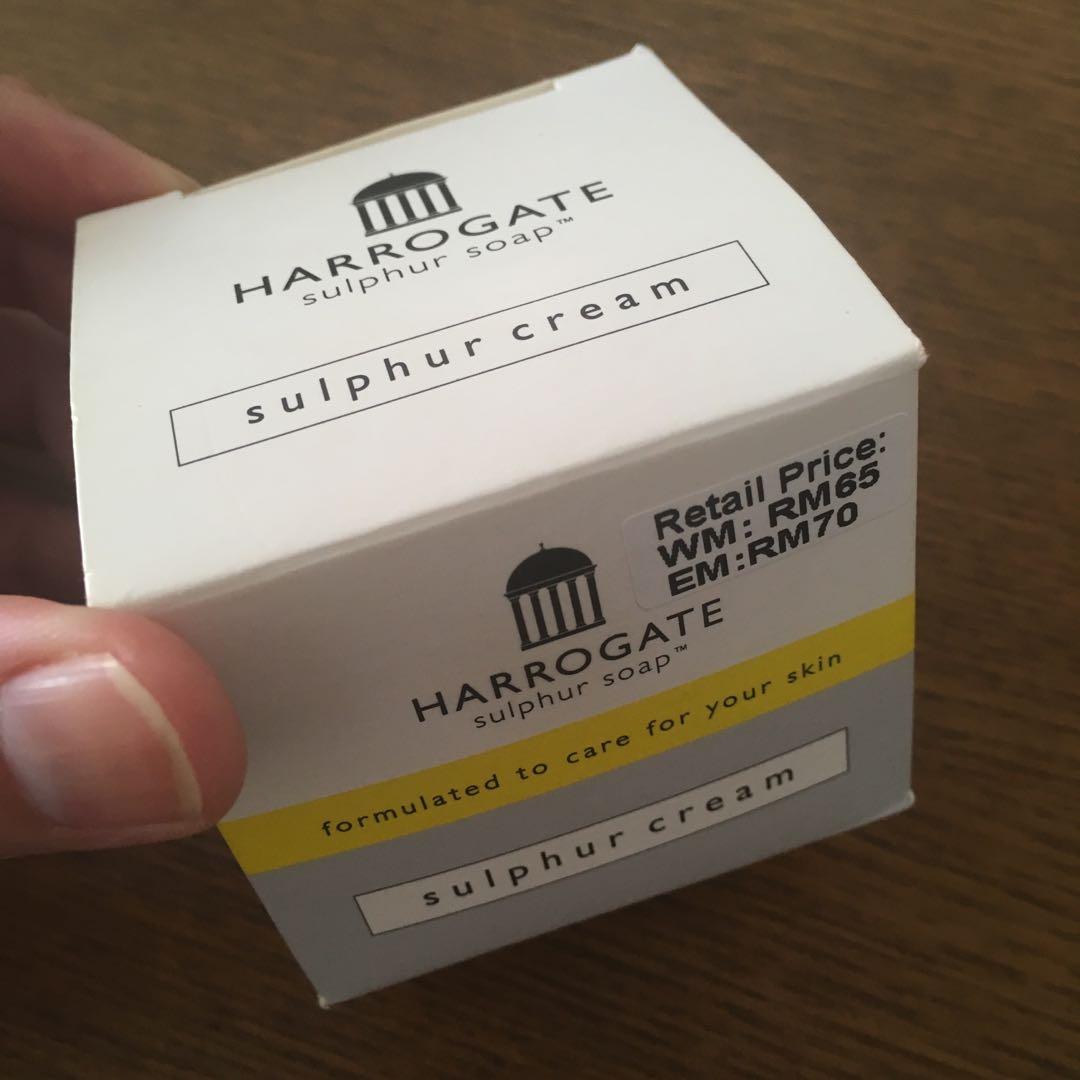 HARROGATE
sulphur soap™
sulphur cream
Retail Price:
WM: RM65
EM:RM70
HARROGATE
sulphur soap™
formulated to care for your skin
sulphur cream